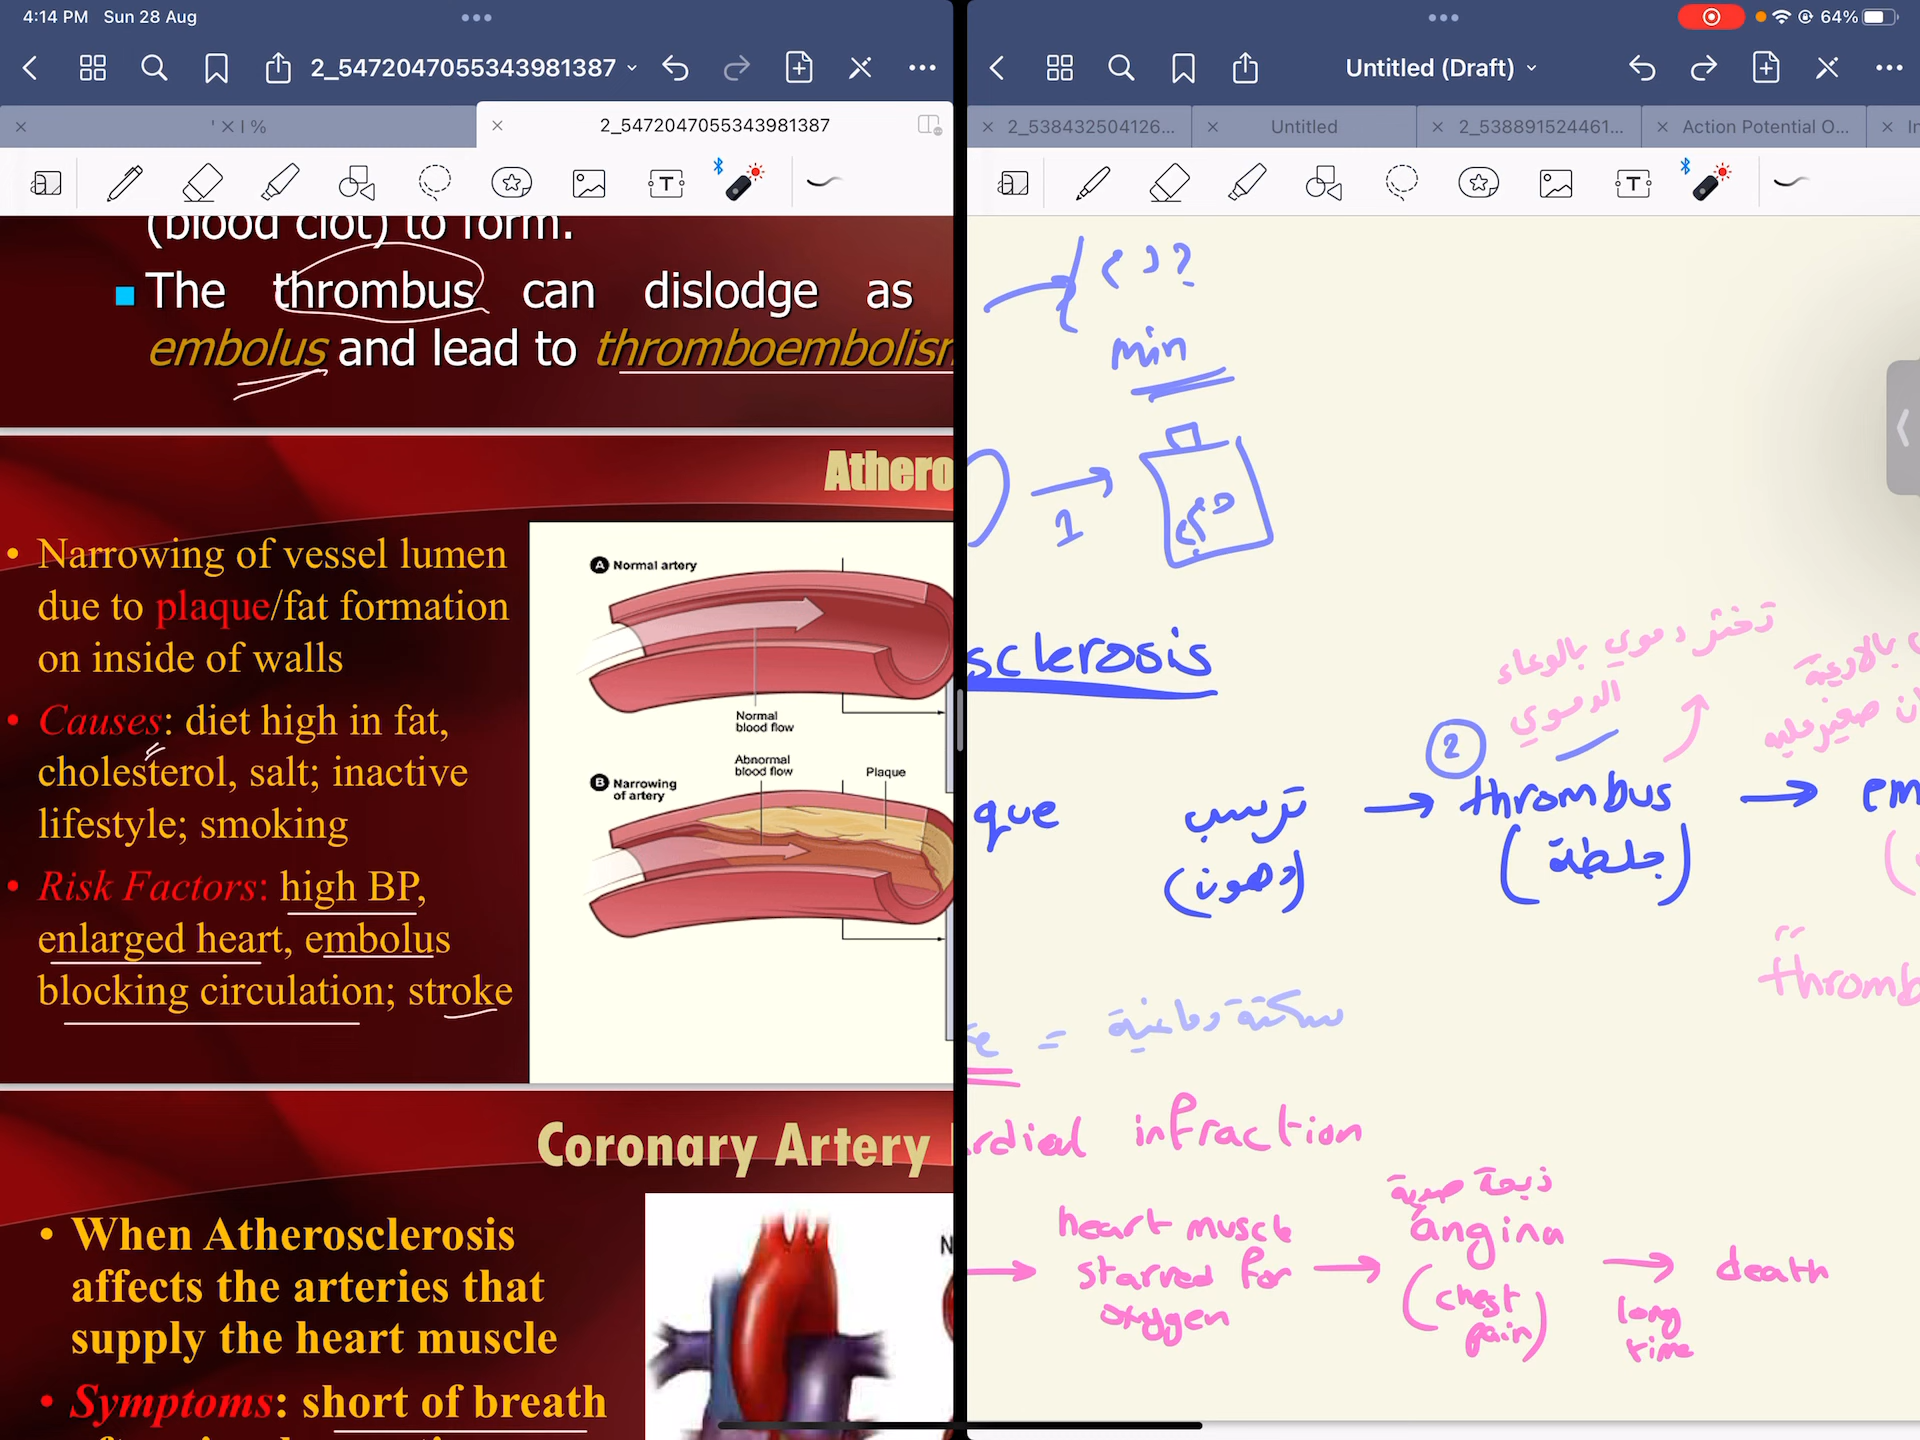 4:14 PM Sun 28 Aug
64%
2_5472047055343981387
Untitled (Draft)
2_5472047055343981387
2_538432504126...
Untitled
2_538891524461...
Action Potential O...
(blood clot) to form.
The thrombus can dislodge as
embolus and lead to thromboembolism
Athero
Narrowing of vessel lumen
due to plaque/fat formation
on inside of walls
Causes: diet high in fat,
cholesterol, salt; inactive
lifestyle; smoking
Risk Factors: high BP,
enlarged heart, embolus
blocking circulation; stroke
A Normal artery
Normal
blood flow
Abnormal
blood flow
Plaque
B Narrowing
of artery
Coronary Artery
When Atherosclerosis
affects the arteries that
supply the heart muscle
Symptoms: short of breath
min
1
دم
sclerosis
تخثر دموي بالوعاء
الدموي
2
que
ترسب
(دهون)
thrombus
(جلطة)
em
thromb
سكتة دماغية =
rdial infraction
heart muscle
starved for
oxygen
ذبحة صدرية
angina
(chest
pain)
long
time
death